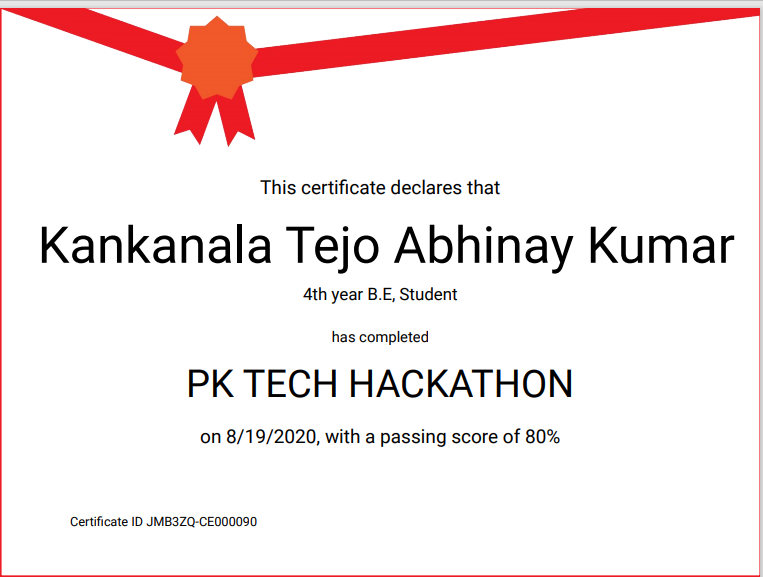 This certificate declares that
Kankanala Tejo Abhinay Kumar
4th year B.E, Student
has completed
PK TECH HACKATHON
on 8/19/2020, with a passing score of 80%
Certificate ID JMB3ZQ-CE000090